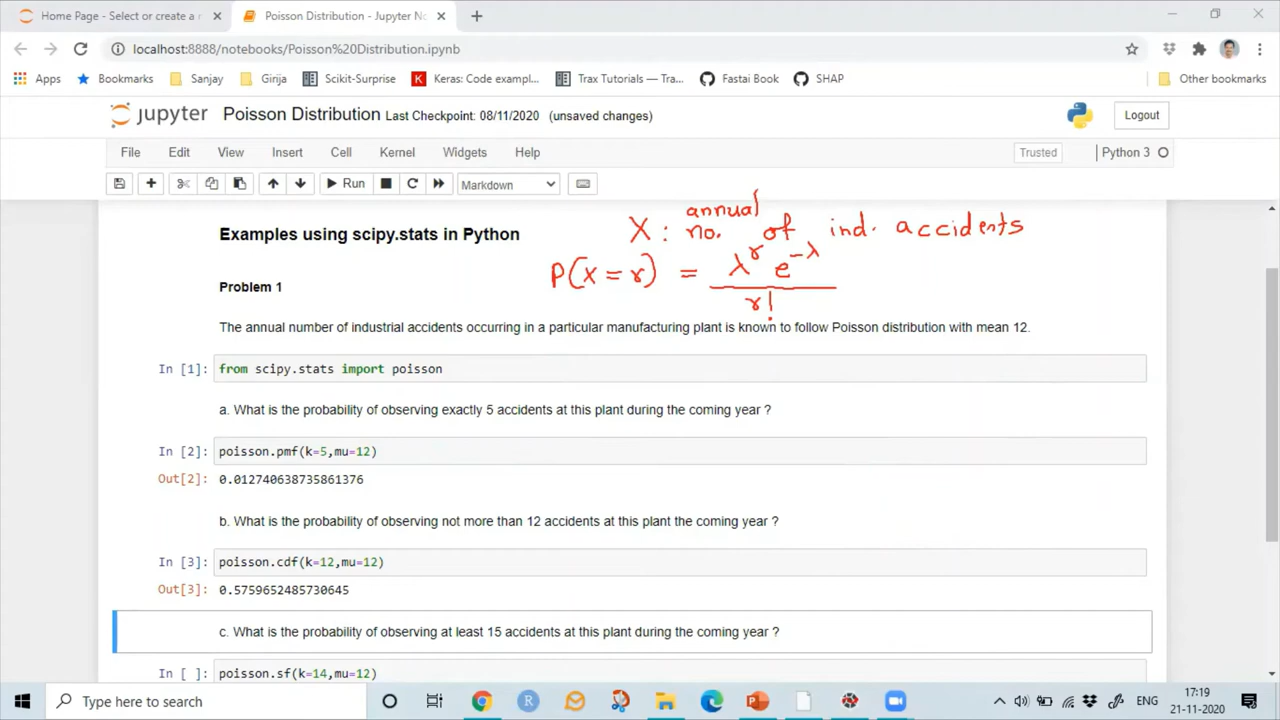 Home Page - Select or create a n
Poisson Distribution - Jupyter No
localhost:8888/notebooks/Poisson%20Distribution.ipynb
Apps Bookmarks Sanjay Girija Scikit-Surprise Keras: Code exampl... Trax Tutorials — Tra... Fastai Book SHAP Other bookmarks
jupyter Poisson Distribution Last Checkpoint: 08/11/2020 (unsaved changes) Logout
File Edit View Insert Cell Kernel Widgets Help Trusted Python 3
Run Markdown
annual
X : no. of ind. accidents
Examples using scipy.stats in Python
P(X = r) = λ^r e^-λ / r!
Problem 1
The annual number of industrial accidents occurring in a particular manufacturing plant is known to follow Poisson distribution with mean 12.
In [1]: from scipy.stats import poisson
a. What is the probability of observing exactly 5 accidents at this plant during the coming year ?
In [2]: poisson.pmf(k=5,mu=12)
Out[2]: 0.012740638735861376
b. What is the probability of observing not more than 12 accidents at this plant the coming year ?
In [3]: poisson.cdf(k=12,mu=12)
Out[3]: 0.5759652485730645
c. What is the probability of observing at least 15 accidents at this plant during the coming year ?
In [ ]: poisson.sf(k=14,mu=12)
Type here to search
ENG
17:19
21-11-2020